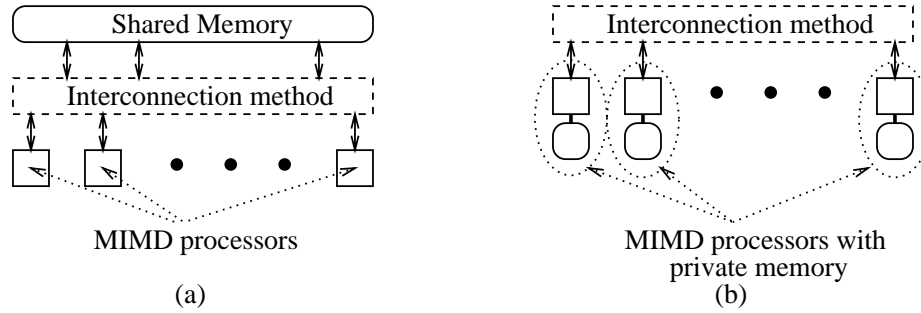 Shared Memory
Interconnection method
MIMD processors
(a)
Interconnection method
MIMD processors with
private memory
(b)